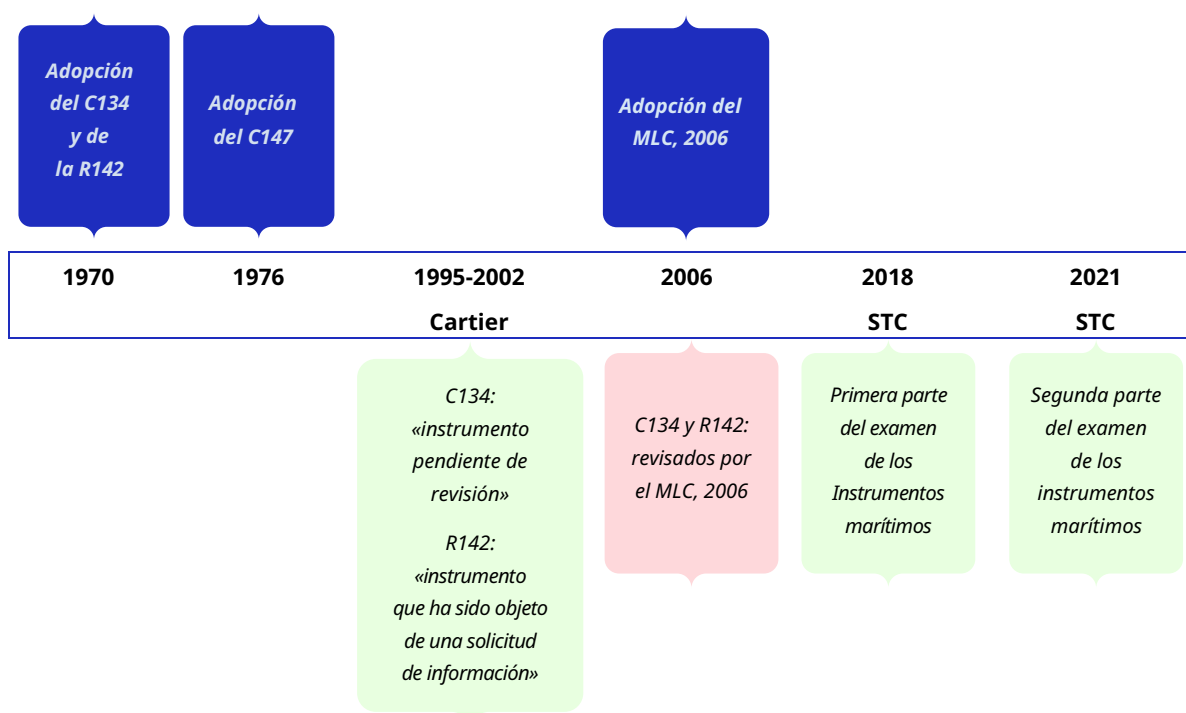 Adopción
del C134
y de
la R142
Adopción
del C147
Adopción del
MLC, 2006
1970
1976
1995-2002
Cartier
2006
2018
STC
2021
STC
C134:
«instrumento
pendiente de
revisión»
R142:
«instrumento
que ha sido objeto
de una solicitud
de información»
C134 y R142:
revisados por
el MLC, 2006
Primera parte
del examen
de los
Instrumentos
marítimos
Segunda parte
del examen
de los
instrumentos
marítimos